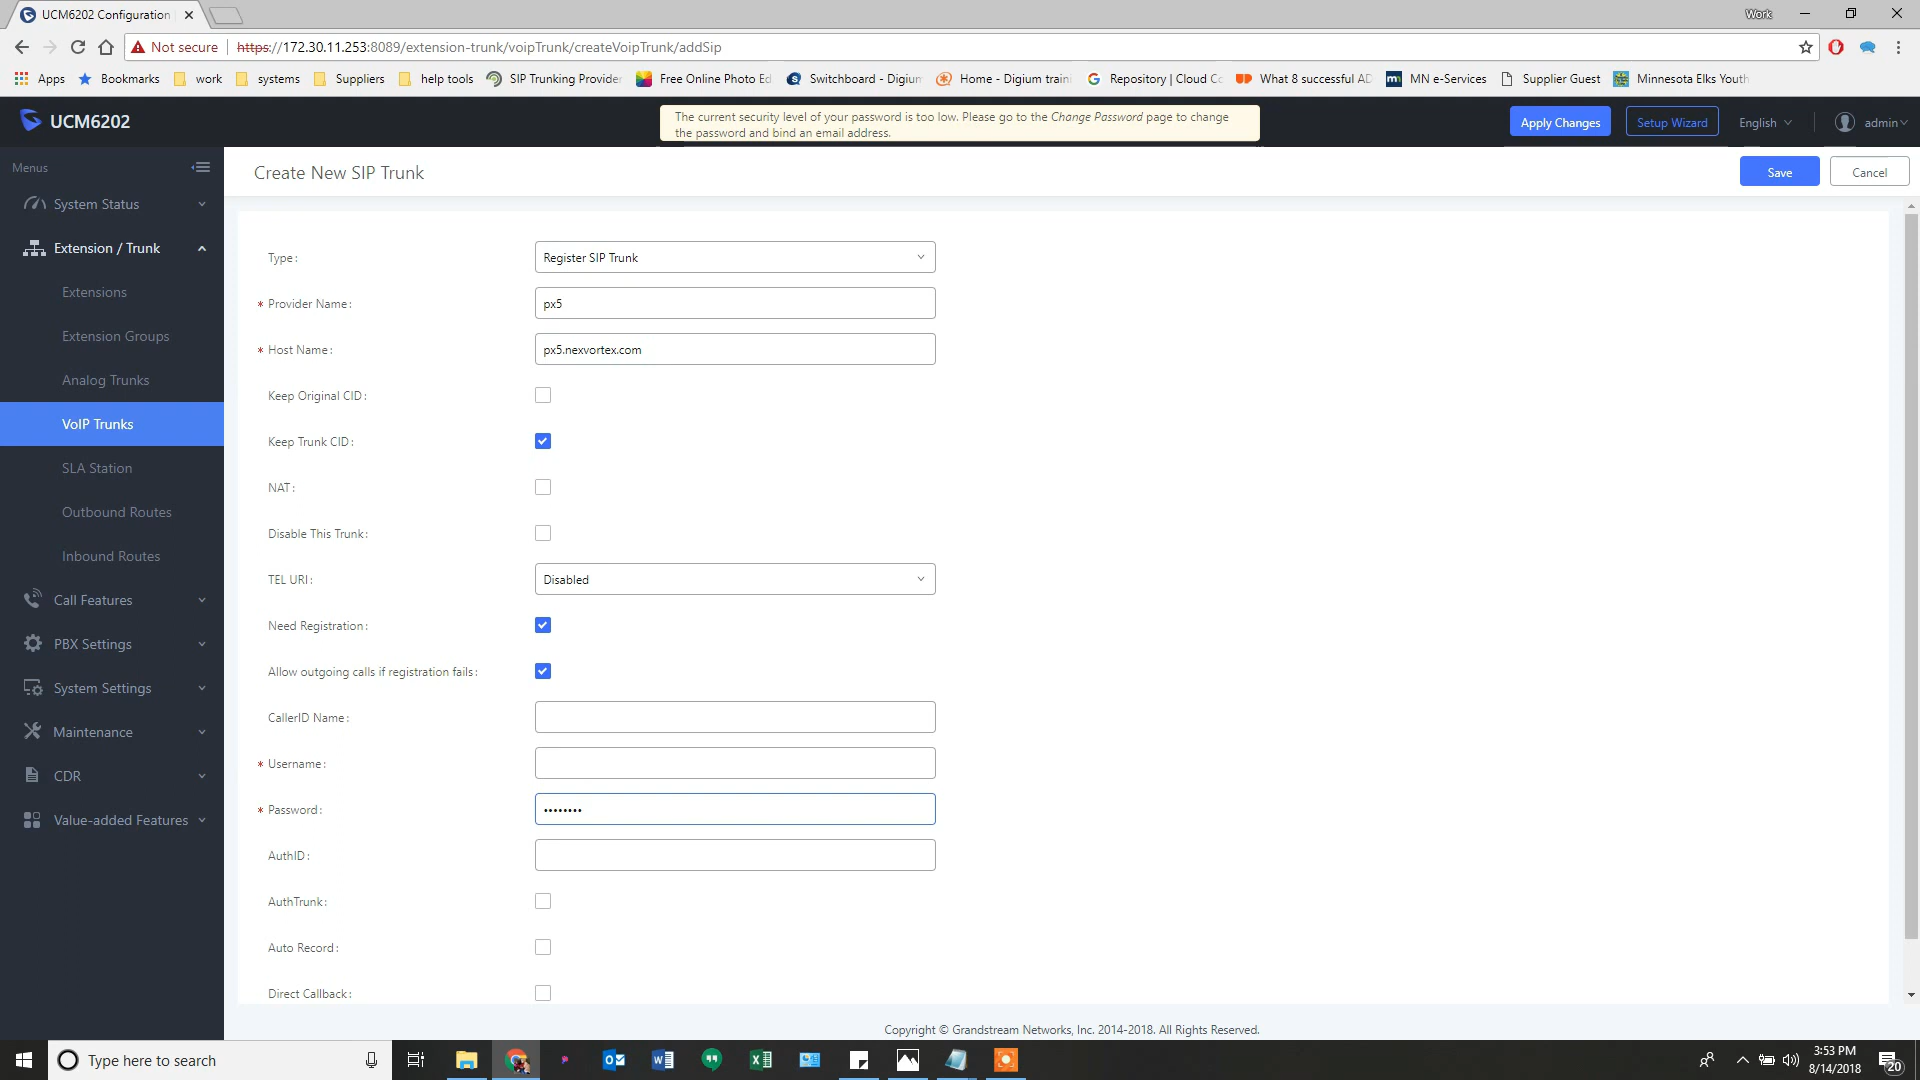 UCM6202 Configuration
Work
Not secure
https://172.30.11.253:8089/extension-trunk/voipTrunk/createVoipTrunk/addSip
Apps
Bookmarks
work
systems
Suppliers
help tools
SIP Trunking Provider
Free Online Photo Ed
Switchboard - Digium
Home - Digium traini
Repository | Cloud Co
What 8 successful AD
MN e-Services
Supplier Guest
Minnesota Elks Youth
UCM6202
The current security level of your password is too low. Please go to the Change Password page to change
the password and bind an email address.
Apply Changes
Setup Wizard
English
admin
Menus
Create New SIP Trunk
Save
Cancel
System Status
Extension / Trunk
Extensions
Extension Groups
Analog Trunks
VoIP Trunks
SLA Station
Outbound Routes
Inbound Routes
Call Features
PBX Settings
System Settings
Maintenance
CDR
Value-added Features
Type:
Register SIP Trunk
* Provider Name:
px5
* Host Name:
px5.nexvortex.com
Keep Original CID:
Keep Trunk CID:
NAT:
Disable This Trunk:
TEL URI:
Disabled
Need Registration:
Allow outgoing calls if registration fails:
CallerID Name:
* Username:
* Password:
••••••••
AuthID:
AuthTrunk:
Auto Record:
Direct Callback:
Copyright © Grandstream Networks, Inc. 2014-2018. All Rights Reserved.
Type here to search
3:53 PM
8/14/2018
20